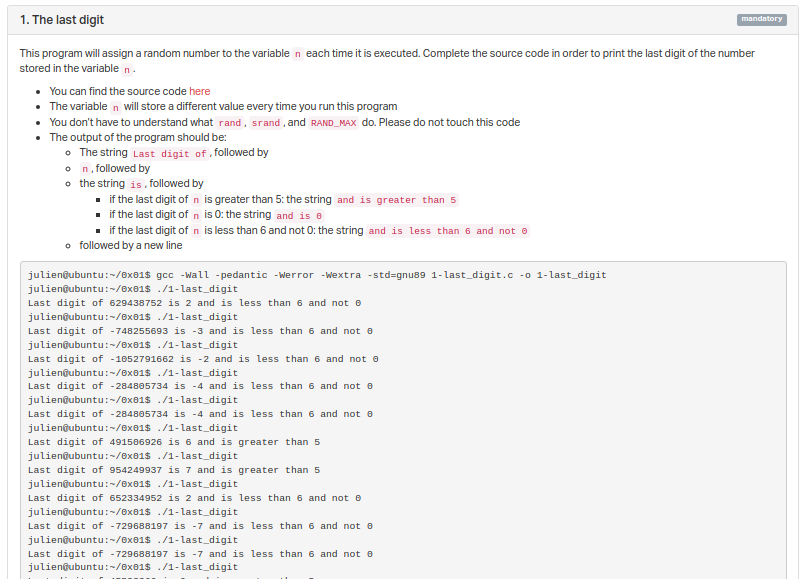 1. The last digit
mandatory
This program will assign a random number to the variable n each time it is executed. Complete the source code in order to print the last digit of the number
stored in the variable n.
You can find the source code here
The variable n will store a different value every time you run this program
You don't have to understand what rand, srand, and RAND_MAX do. Please do not touch this code
The output of the program should be:
The string Last digit of, followed by
n, followed by
the string is, followed by
if the last digit of n is greater than 5: the string and is greater than 5
if the last digit of n is 0: the string and is 0
if the last digit of n is less than 6 and not 0: the string and is less than 6 and not 0
followed by a new line
julien@ubuntu:~/0x01$ gcc -Wall -pedantic -Werror -Wextra -std=gnu89 1-last_digit.c -o 1-last_digit
julien@ubuntu:~/0x01$ ./1-last_digit
Last digit of 629438752 is 2 and is less than 6 and not 0
julien@ubuntu:~/0x01$ ./1-last_digit
Last digit of -748255693 is -3 and is less than 6 and not 0
julien@ubuntu:~/0x01$ ./1-last_digit
Last digit of -1052791662 is -2 and is less than 6 and not 0
julien@ubuntu:~/0x01$ ./1-last_digit
Last digit of -284805734 is -4 and is less than 6 and not 0
julien@ubuntu:~/0x01$ ./1-last_digit
Last digit of -284805734 is -4 and is less than 6 and not 0
julien@ubuntu:~/0x01$ ./1-last_digit
Last digit of 491506926 is 6 and is greater than 5
julien@ubuntu:~/0x01$ ./1-last_digit
Last digit of 954249937 is 7 and is greater than 5
julien@ubuntu:~/0x01$ ./1-last_digit
Last digit of 652334952 is 2 and is less than 6 and not 0
julien@ubuntu:~/0x01$ ./1-last_digit
Last digit of -729688197 is -7 and is less than 6 and not 0
julien@ubuntu:~/0x01$ ./1-last_digit
Last digit of -729688197 is -7 and is less than 6 and not 0
julien@ubuntu:~/0x01$ ./1-last_digit